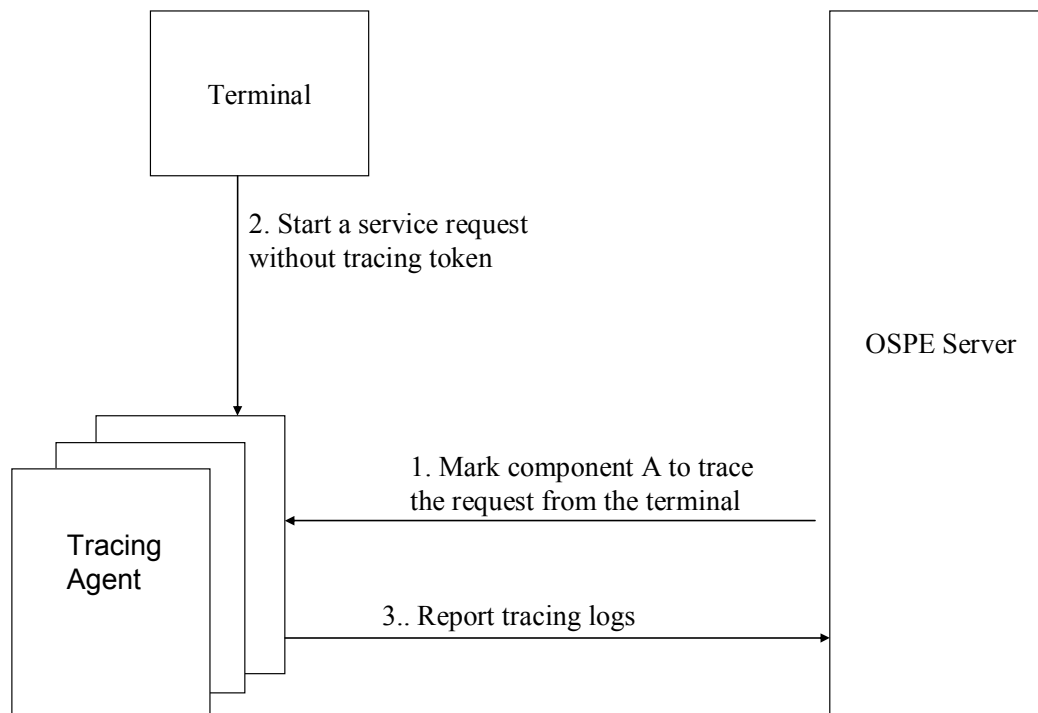 Terminal
2. Start a service request
without tracing token
OSPE Server
1. Mark component A to trace
the request from the terminal
Tracing
Agent
3.. Report tracing logs